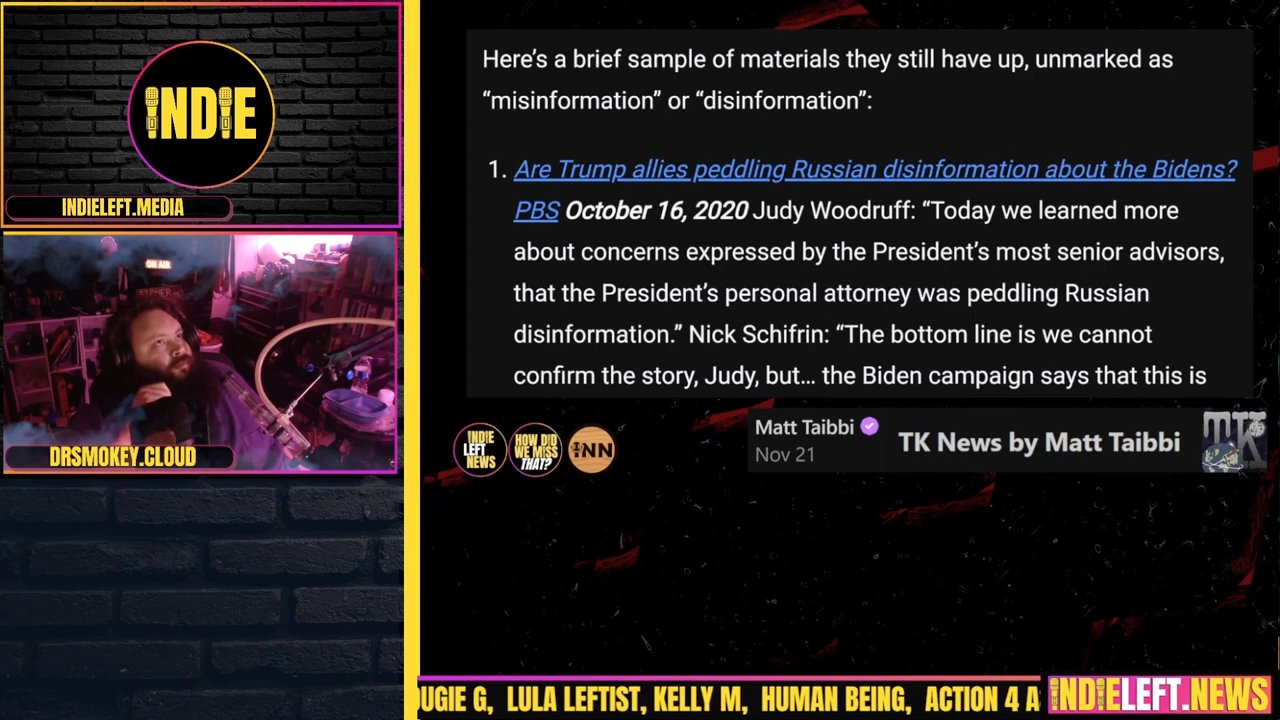 INDIE
INDIELEFT.MEDIA
ON AIR
DRSMOKEY.CLOUD
Here’s a brief sample of materials they still have up, unmarked as
“misinformation” or “disinformation”:
1. Are Trump allies peddling Russian disinformation about the Bidens?
PBS October 16, 2020 Judy Woodruff: “Today we learned more
about concerns expressed by the President’s most senior advisors,
that the President’s personal attorney was peddling Russian
disinformation.” Nick Schifrin: “The bottom line is we cannot
confirm the story, Judy, but... the Biden campaign says that this is
INDIE
LEFT
NEWS
HOW DID
WE MISS
THAT?
INN
Matt Taibbi
Nov 21
TK News by Matt Taibbi
TK
UGIE G, LULA LEFTIST, KELLY M, HUMAN BEING, ACTION 4 A
INDIELEFT.NEWS